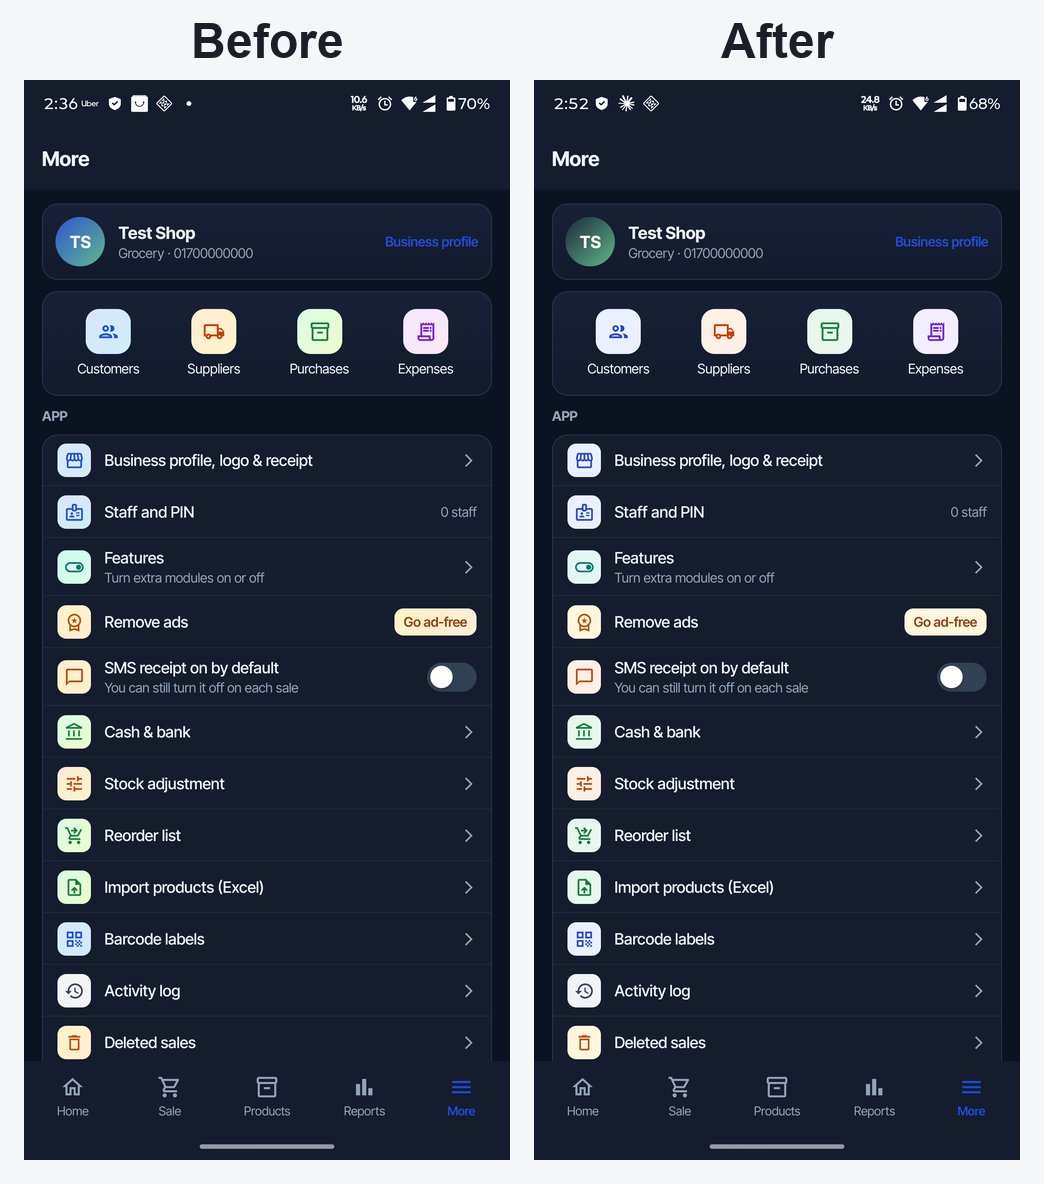 Before
2:36 Uber
10.6
KB/s
70%
More
TS
Test Shop
Grocery · 01700000000
Business profile
Customers
Suppliers
Purchases
Expenses
APP
Business profile, logo & receipt
Staff and PIN
0 staff
Features
Turn extra modules on or off
Remove ads
Go ad-free
SMS receipt on by default
You can still turn it off on each sale
Cash & bank
Stock adjustment
Reorder list
Import products (Excel)
Barcode labels
Activity log
Deleted sales
Home
Sale
Products
Reports
More
After
2:52
24.8
KB/s
68%
More
TS
Test Shop
Grocery · 01700000000
Business profile
Customers
Suppliers
Purchases
Expenses
APP
Business profile, logo & receipt
Staff and PIN
0 staff
Features
Turn extra modules on or off
Remove ads
Go ad-free
SMS receipt on by default
You can still turn it off on each sale
Cash & bank
Stock adjustment
Reorder list
Import products (Excel)
Barcode labels
Activity log
Deleted sales
Home
Sale
Products
Reports
More